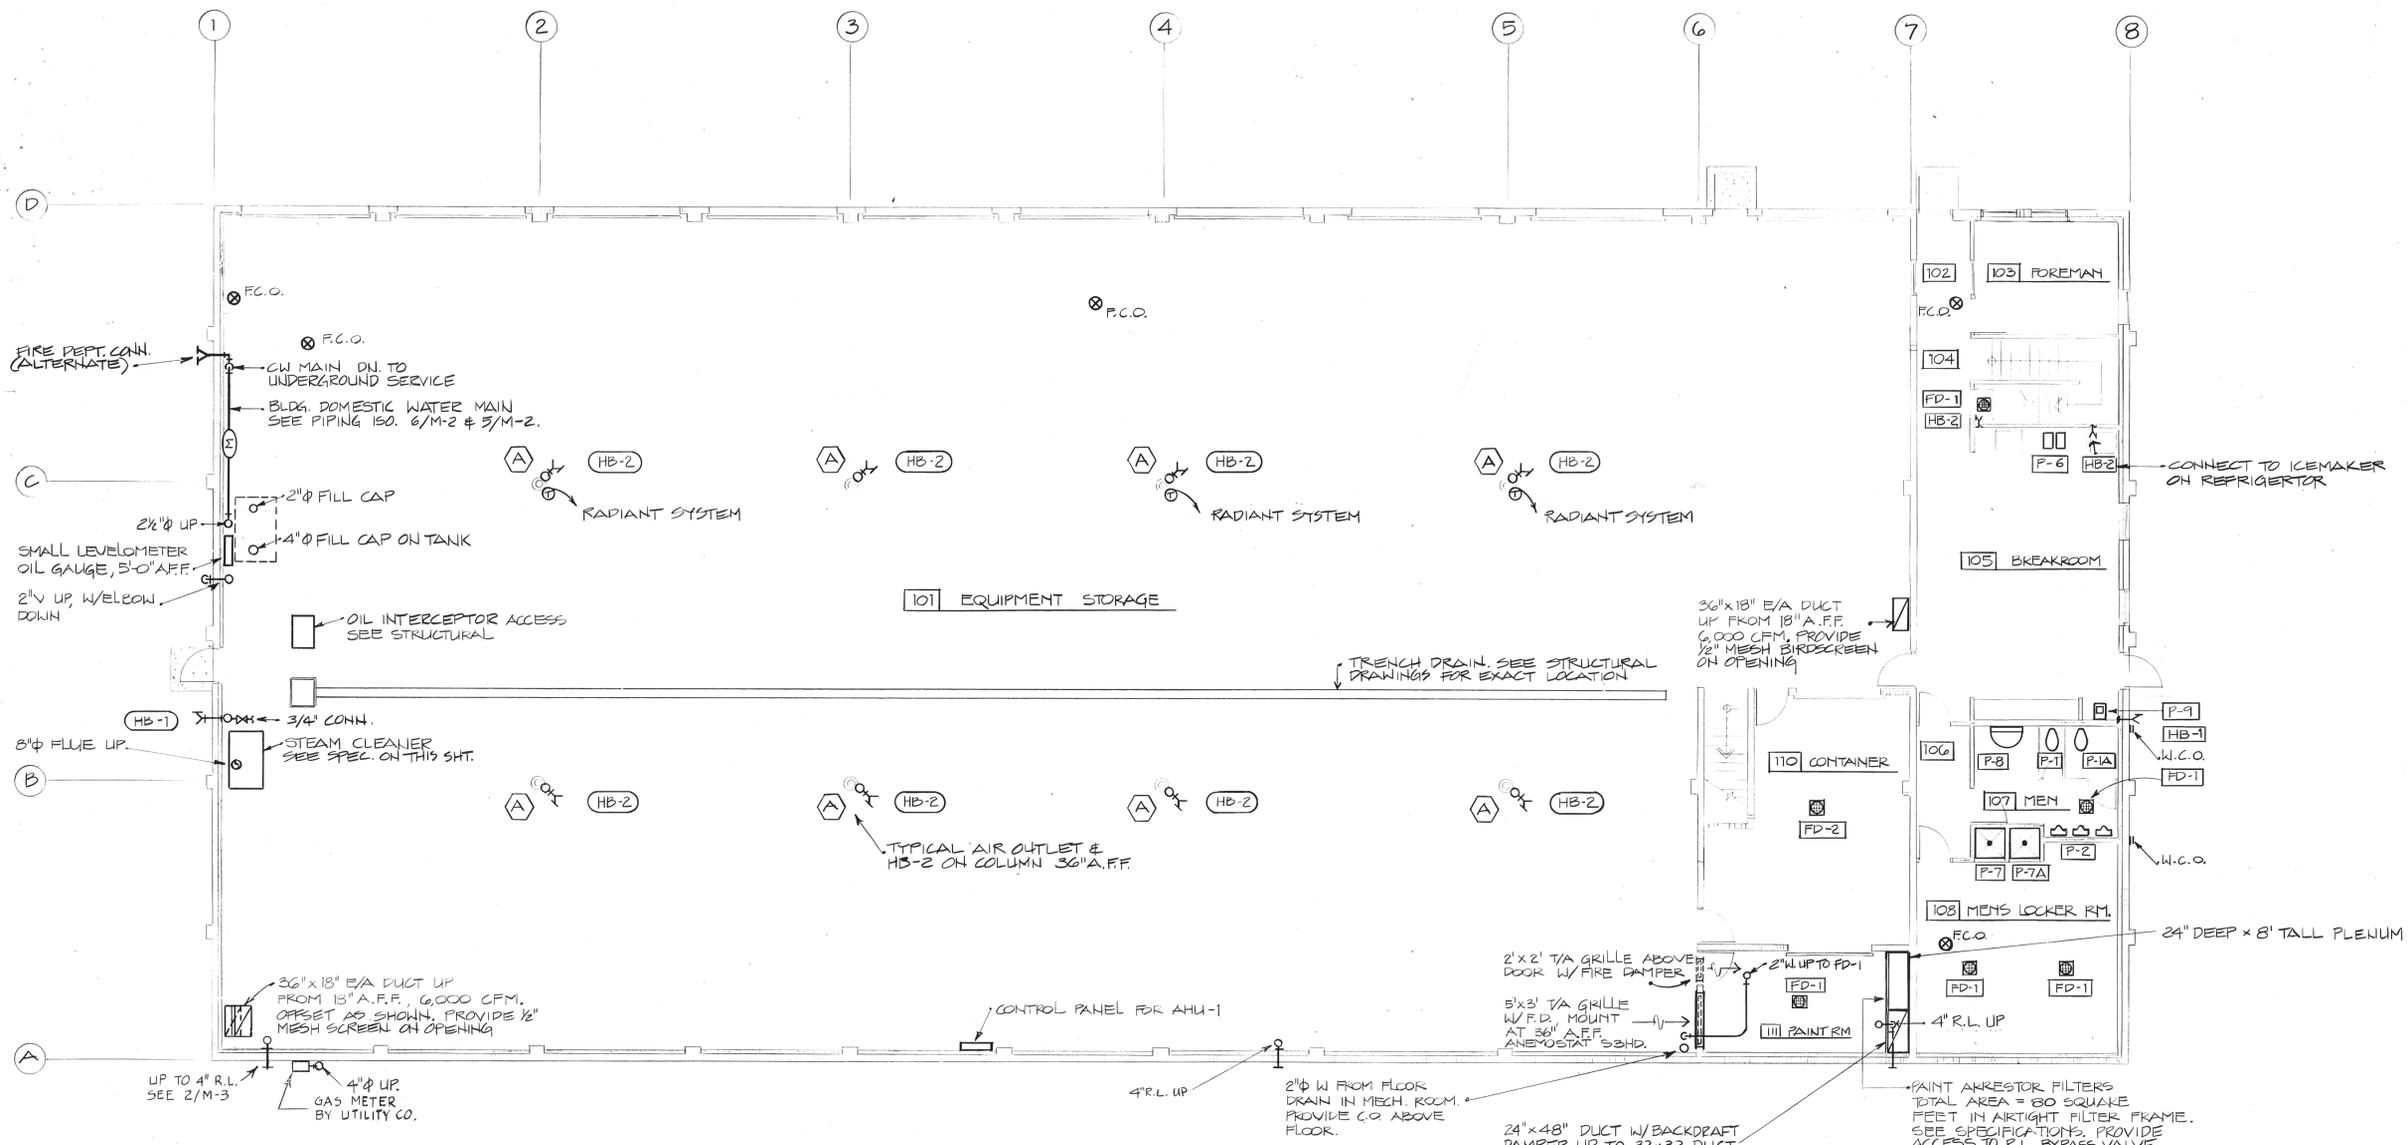 1
2
3
4
5
6
7
8
D
F.C.O.
F.C.O.
F.C.O.
102
103 FOREMAN
F.C.O.
FIRE DEPT. CONN.
(ALTERNATE)
CW MAIN DN. TO
UNDERGROUND SERVICE
104
BLDG. DOMESTIC WATER MAIN
SEE PIPING ISO. 6/M-2 & 5/M-2.
FD-1
HB-2
Σ
C
A
HB-2
A
HB-2
A
HB-2
A
HB-2
P-6
HB-2
CONNECT TO ICEMAKER
ON REFRIGERTOR
T
RADIANT SYSTEM
T
RADIANT SYSTEM
T
RADIANT SYSTEM
2"Φ FILL CAP
2½"Φ UP
4"Φ FILL CAP ON TANK
SMALL LEVELOMETER
OIL GAUGE, 5'-0" A.F.F.
2"V UP, W/ELBOW
DOWN
105 BREAKROOM
101 EQUIPMENT STORAGE
OIL INTERCEPTOR ACCESS
SEE STRUCTURAL
36"x18" E/A DUCT
UP FROM 18" A.F.F.
6,000 CFM. PROVIDE
½" MESH BIRDSCREEN
ON OPENING
TRENCH DRAIN. SEE STRUCTURAL
DRAWINGS FOR EXACT LOCATION
HB-1
3/4" CONN.
8"Φ FLUE UP.
STEAM CLEANER
SEE SPEC. ON THIS SHT.
P-9
HB-1
W.C.O.
FD-1
106
P-8
P-1
P-1A
110 CONTAINER
B
A
HB-2
A
HB-2
A
HB-2
A
HB-2
TYPICAL AIR OUTLET &
HB-2 ON COLUMN 36" A.F.F.
FD-2
107 MEN
P-2
W.C.O.
P-7
P-7A
108 MENS LOCKER RM.
F.C.O.
24" DEEP x 8' TALL PLENUM
FD-1
FD-1
36"x18" E/A DUCT UP
FROM 18" A.F.F., 6,000 CFM.
OFFSET AS SHOWN. PROVIDE ½"
MESH SCREEN ON OPENING
CONTROL PANEL FOR AHU-1
2'x2' T/A GRILLE ABOVE
DOOR W/ FIRE DAMPER
2"W. UP TO FD-1
FD-1
5'x3' T/A GRILLE
W/F.D. MOUNT
AT 36" A.F.F.
ANEMOSTAT S3HD.
111 PAINT RM
4" R.L. UP
A
UP TO 4" R.L.
SEE 2/M-3
4"Φ UP.
GAS METER
BY UTILITY CO.
4"R.L. UP
2"Φ W FROM FLOOR
DRAIN IN MECH. ROOM.
PROVIDE C.O. ABOVE
FLOOR.
24"x48" DUCT W/BACKDRAFT
DAMPER UP TO 32x32 DUCT
PAINT ARRESTOR FILTERS
TOTAL AREA = 80 SQUARE
FEET IN AIRTIGHT FILTER FRAME.
SEE SPECIFICATIONS. PROVIDE
ACCESS TO R.L. BYPASS VALVE